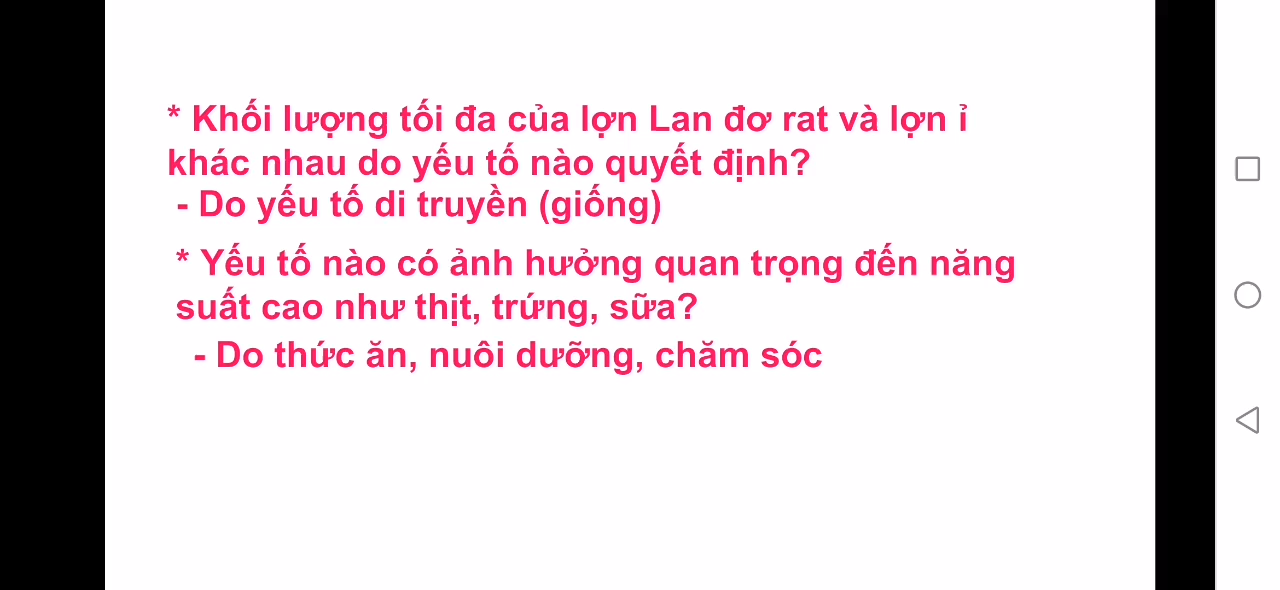 * Khối lượng tối đa của lợn Lan đơ rat và lợn ỉ
khác nhau do yếu tố nào quyết định?
- Do yếu tố di truyền (giống)
* Yếu tố nào có ảnh hưởng quan trọng đến năng
suất cao như thịt, trứng, sữa?
- Do thức ăn, nuôi dưỡng, chăm sóc